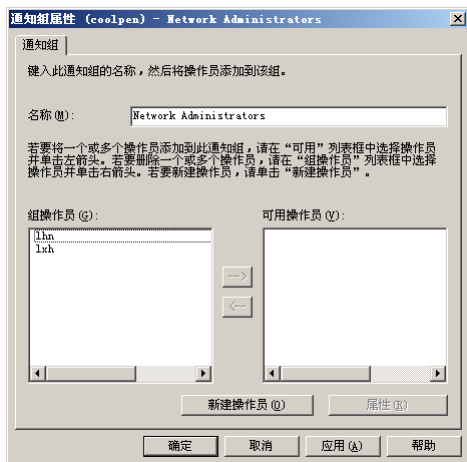 通知组属性 (coolpen) - Network Administrators
通知组
键入此通知组的名称，然后将操作员添加到该组。
名称(M)： Network Administrators
若要将一个或多个操作员添加到此通知组，请在“可用”列表框中选择操作员
并单击左箭头。若要删除一个或多个操作员，请在“组操作员”列表框中选择
操作员并单击右箭头。若要新建操作员，请单击“新建操作员”。
组操作员(G)： 可用操作员(V)：
lhn
lxh
-->
<--
新建操作员(O) 属性(R)
确定 取消 应用(A) 帮助